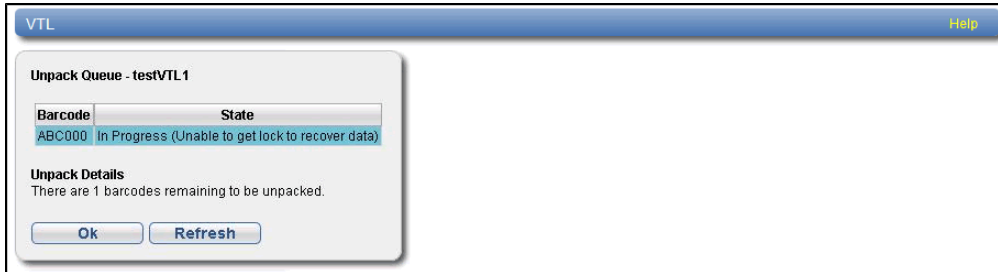 VTL Help
Unpack Queue - testVTL1
Barcode State
ABC000 In Progress (Unable to get lock to recover data)
Unpack Details
There are 1 barcodes remaining to be unpacked.
Ok Refresh